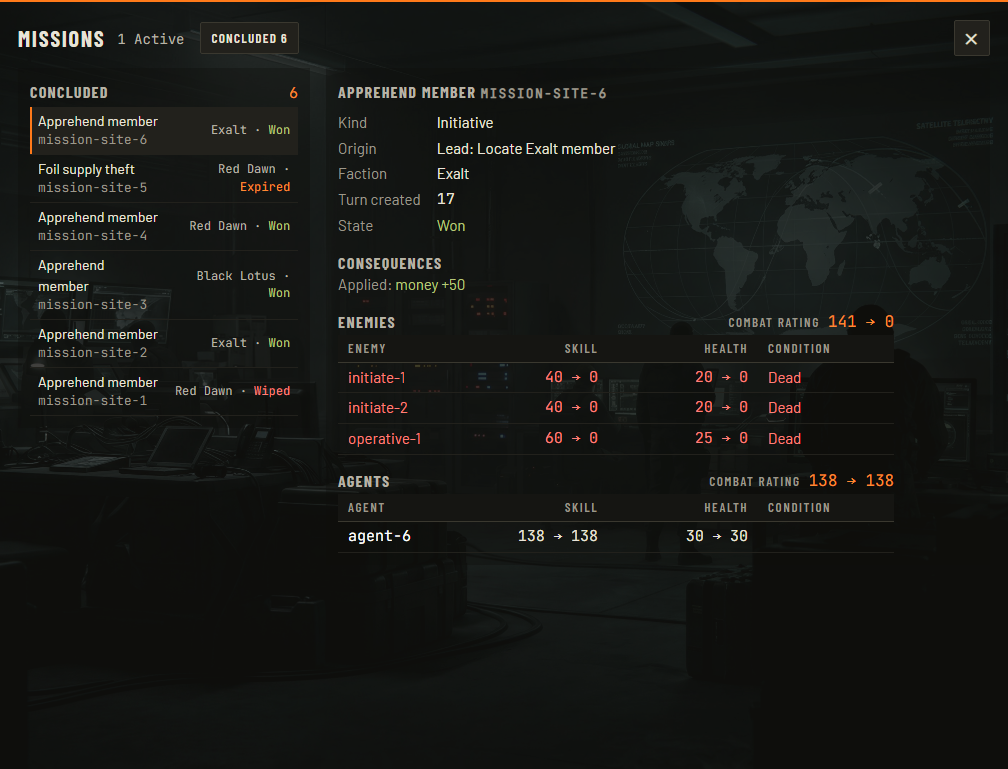 MISSIONS 1 Active CONCLUDED 6 ✕
CONCLUDED 6
Apprehend member
mission-site-6
Exalt · Won
Foil supply theft
mission-site-5
Red Dawn ·
Expired
Apprehend member
mission-site-4
Red Dawn · Won
Apprehend
member
mission-site-3
Black Lotus ·
Won
Apprehend member
mission-site-2
Exalt · Won
Apprehend member
mission-site-1
Red Dawn · Wiped
APPREHEND MEMBER MISSION-SITE-6
Kind Initiative
Origin Lead: Locate Exalt member
Faction Exalt
Turn created 17
State Won
CONSEQUENCES
Applied: money +50
ENEMIES COMBAT RATING 141 → 0
ENEMY SKILL HEALTH CONDITION
initiate-1 40 → 0 20 → 0 Dead
initiate-2 40 → 0 20 → 0 Dead
operative-1 60 → 0 25 → 0 Dead
AGENTS COMBAT RATING 138 → 138
AGENT SKILL HEALTH CONDITION
agent-6 138 → 138 30 → 30
SATELLITE TELEMETRY